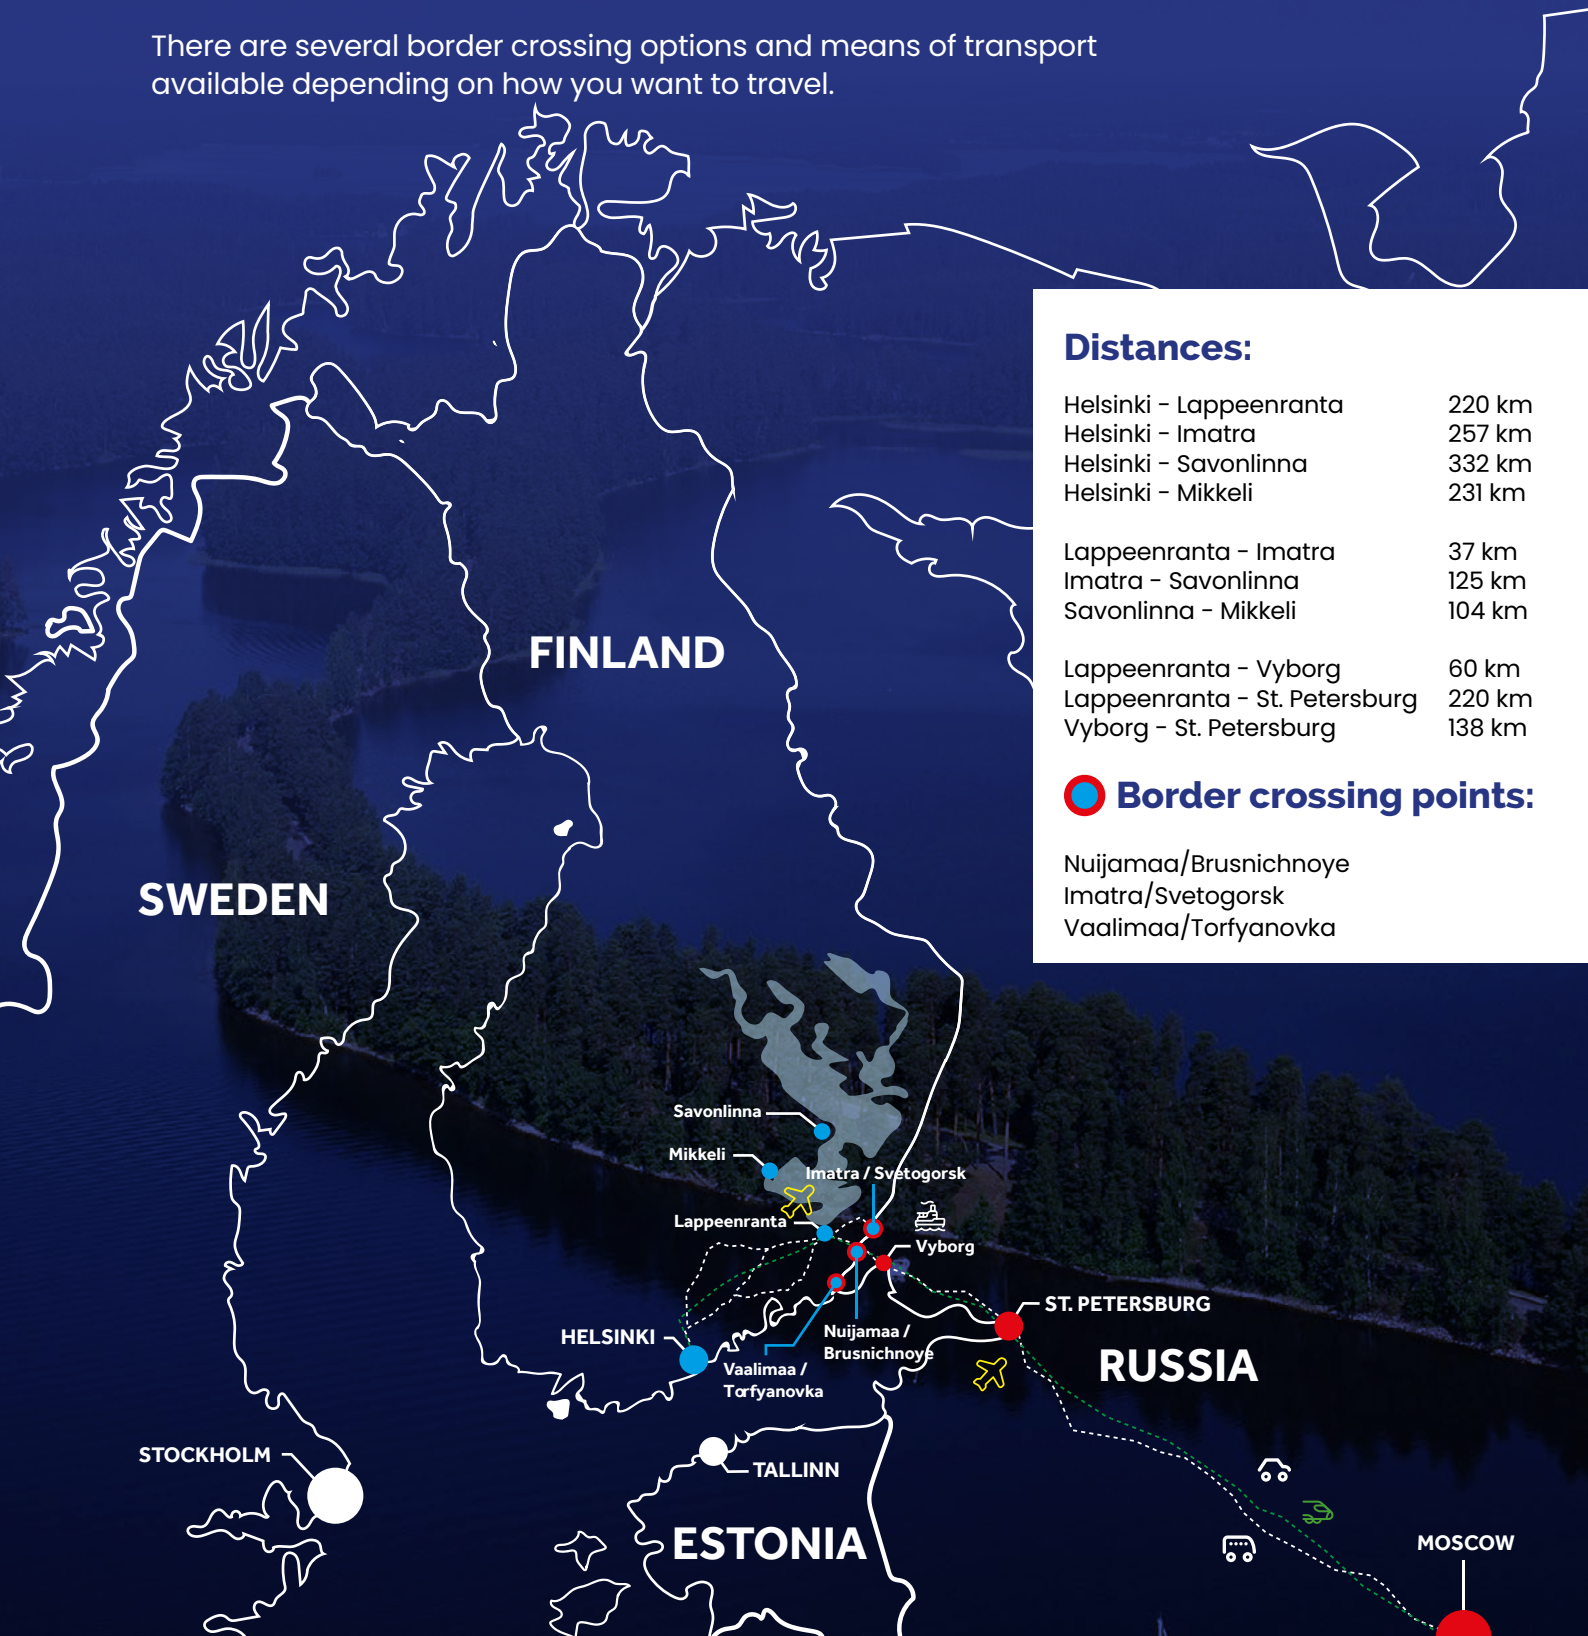 There are several border crossing options and means of transport
available depending on how you want to travel.
Distances:
Helsinki - Lappeenranta 220 km
Helsinki - Imatra 257 km
Helsinki - Savonlinna 332 km
Helsinki - Mikkeli 231 km
Lappeenranta - Imatra 37 km
Imatra - Savonlinna 125 km
Savonlinna - Mikkeli 104 km
Lappeenranta - Vyborg 60 km
Lappeenranta - St. Petersburg 220 km
Vyborg - St. Petersburg 138 km
Border crossing points:
Nuijamaa/Brusnichnoye
Imatra/Svetogorsk
Vaalimaa/Torfyanovka
FINLAND
SWEDEN
Savonlinna
Mikkeli
Imatra / Svetogorsk
Lappeenranta
Vyborg
ST. PETERSBURG
HELSINKI
Nuijamaa /
Brusnichnoye
Vaalimaa /
Torfyanovka
RUSSIA
STOCKHOLM
TALLINN
ESTONIA
MOSCOW